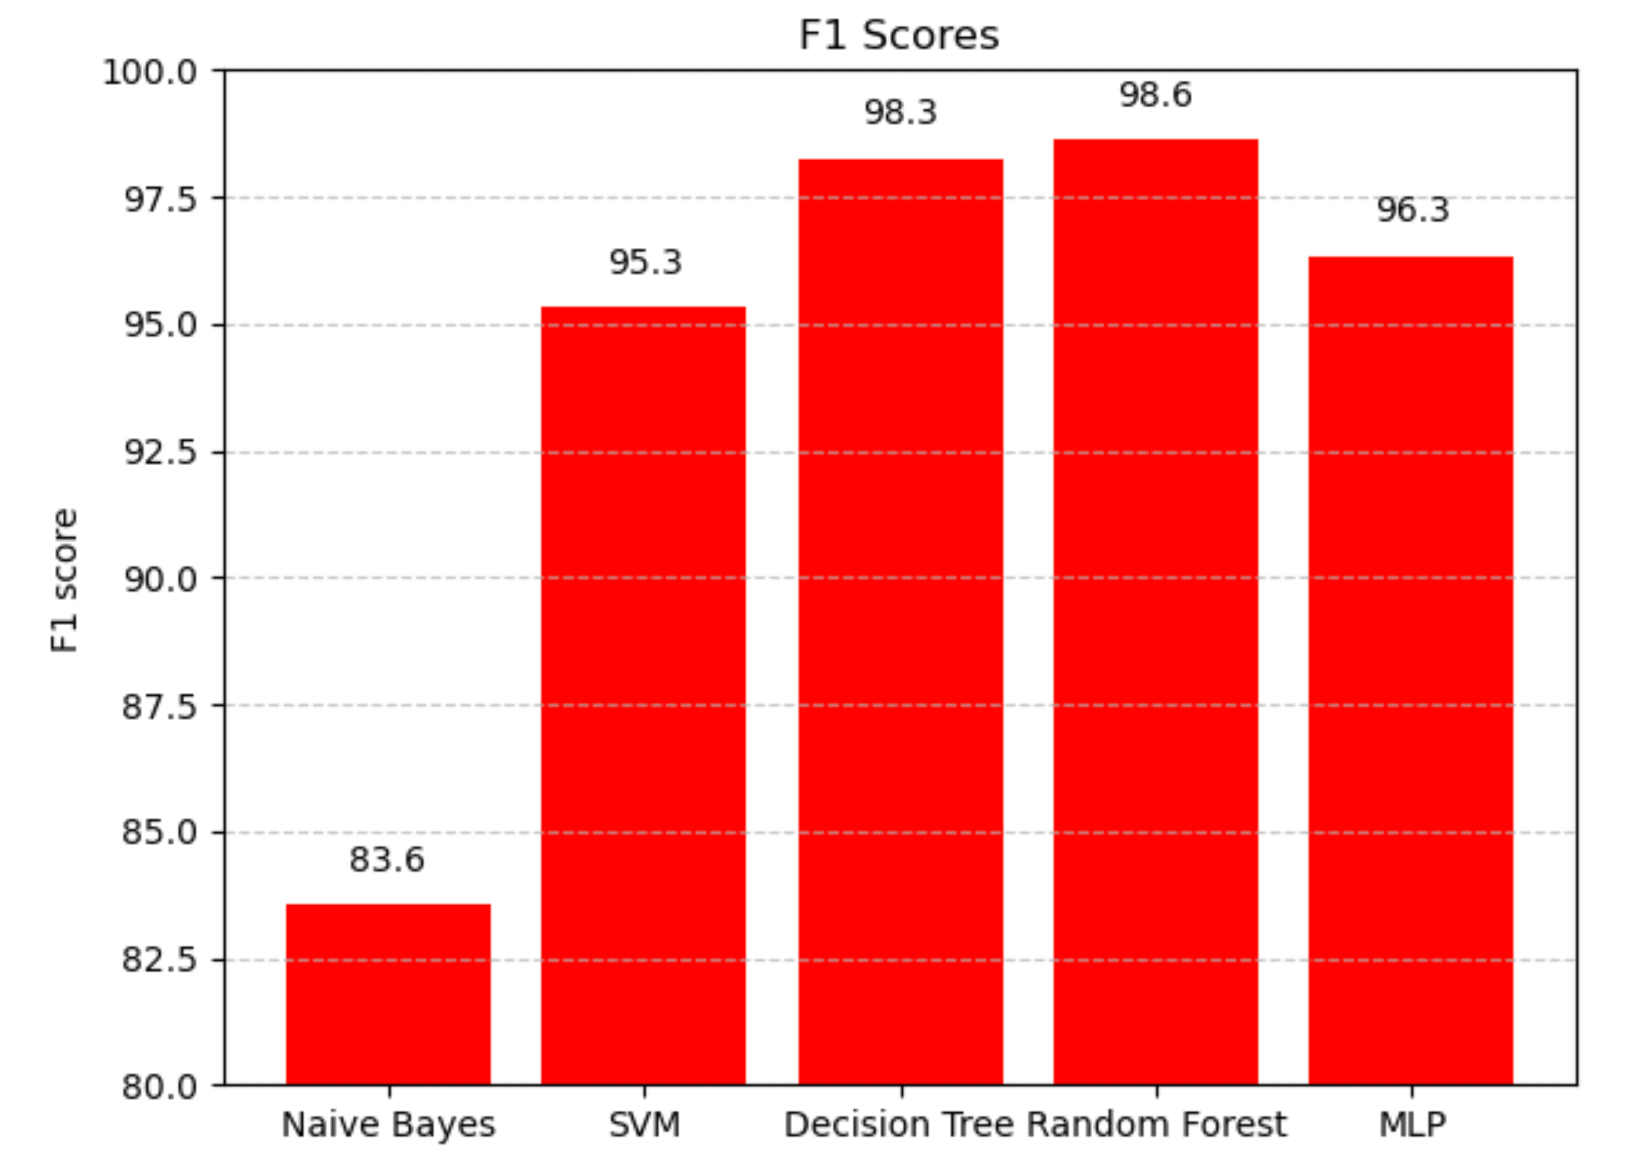 F1 Scores
F1 score
100.0
97.5
95.0
92.5
90.0
87.5
85.0
82.5
80.0
83.6
95.3
98.3
98.6
96.3
Naive Bayes
SVM
Decision Tree
Random Forest
MLP